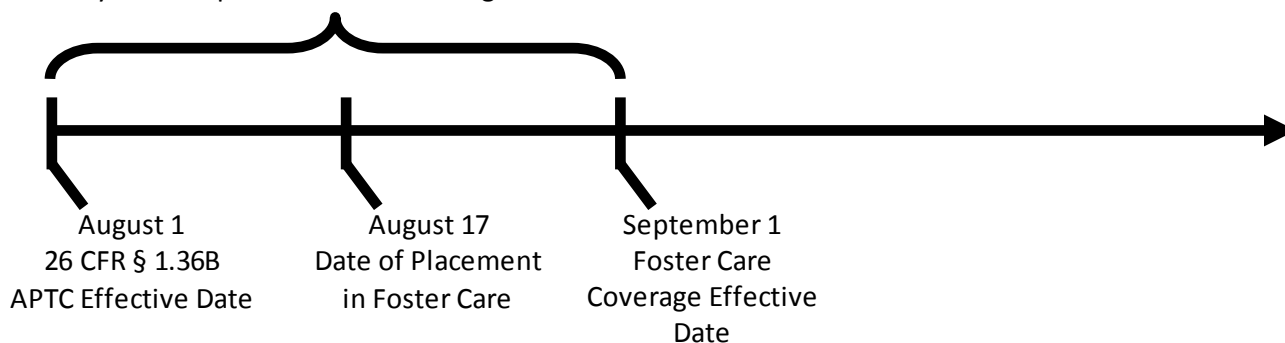 August 1
26 CFR § 1.36B
APTC Effective Date
August 17
Date of Placement
in Foster Care
September 1
Foster Care
Coverage Effective
Date